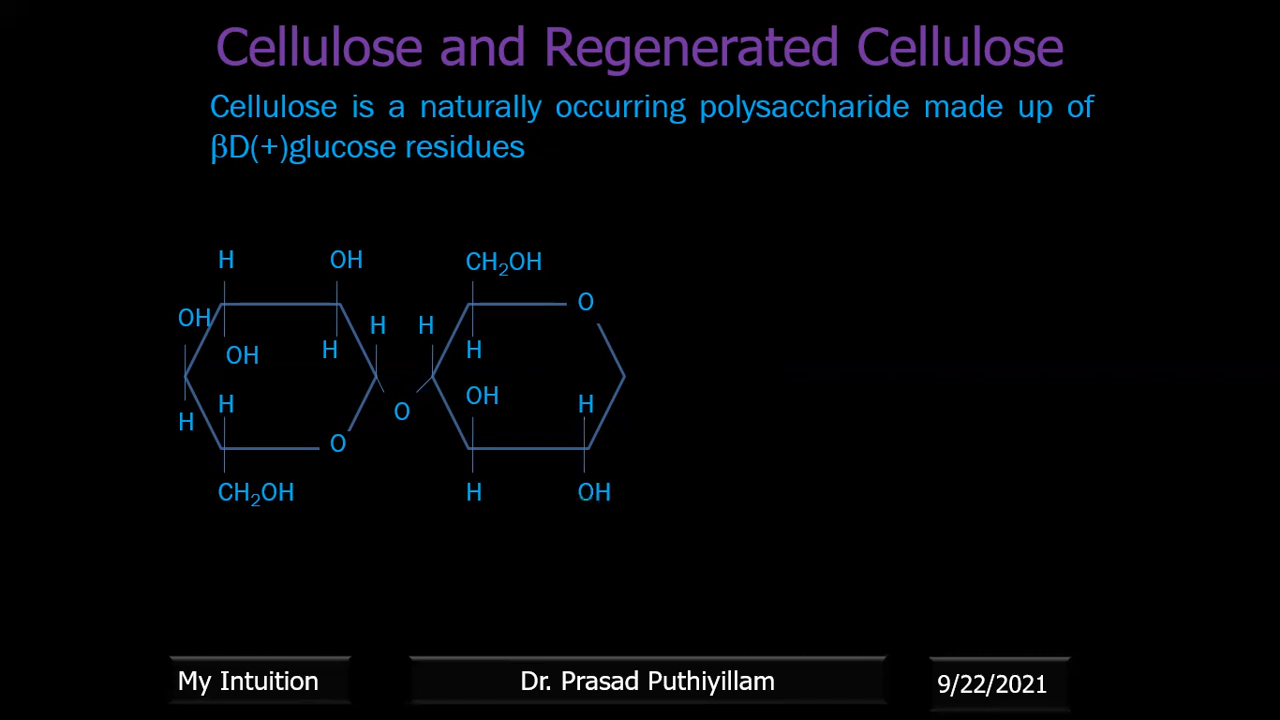 Cellulose and Regenerated Cellulose
Cellulose is a naturally occurring polysaccharide made up of
βD(+)glucose residues
H OH CH₂OH
O
OH H H
OH H H
OH
H H
H O
O
CH₂OH H OH
My Intuition Dr. Prasad Puthiyillam 9/22/2021